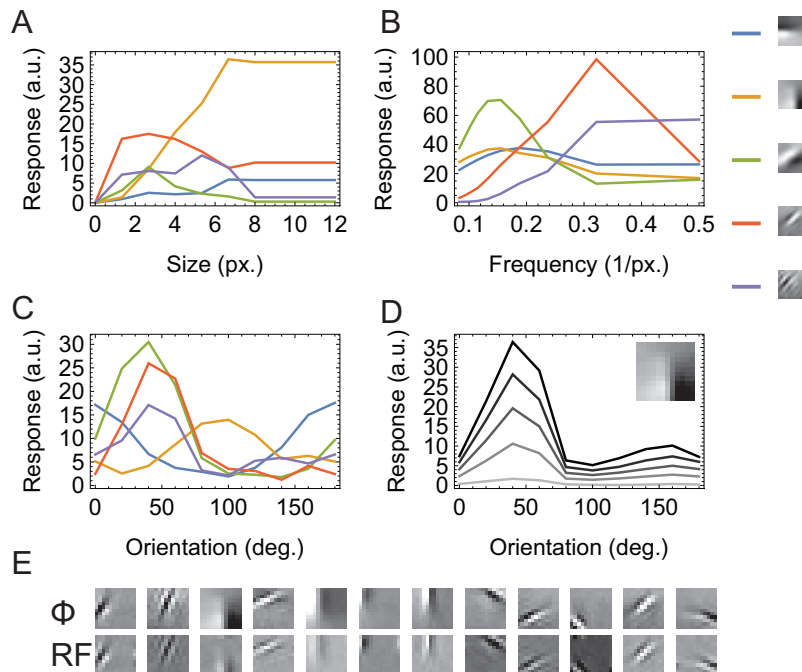 A
B
Response (a.u.)
35
30
25
20
15
10
5
0
0 2 4 6 8 10 12
Size (px.)
Response (a.u.)
100
80
60
40
20
0
0.1 0.2 0.3 0.4 0.5
Frequency (1/px.)
C
D
Response (a.u.)
30
25
20
15
10
5
0
0 50 100 150
Orientation (deg.)
Response (a.u.)
35
30
25
20
15
10
5
0
0 50 100 150
Orientation (deg.)
E
Φ
RF